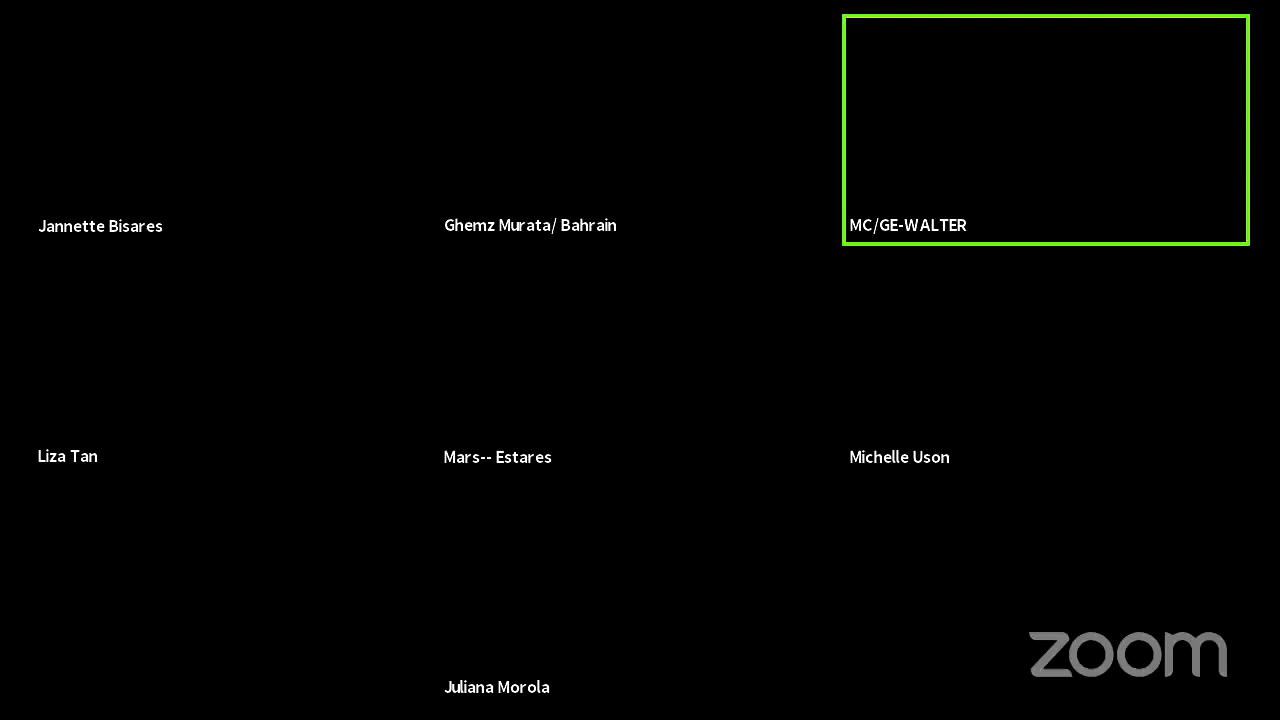 Jannette Bisares
Ghemz Murata/ Bahrain
MC/GE-WALTER
Liza Tan
Mars-- Estares
Michelle Uson
Juliana Morola
zoom